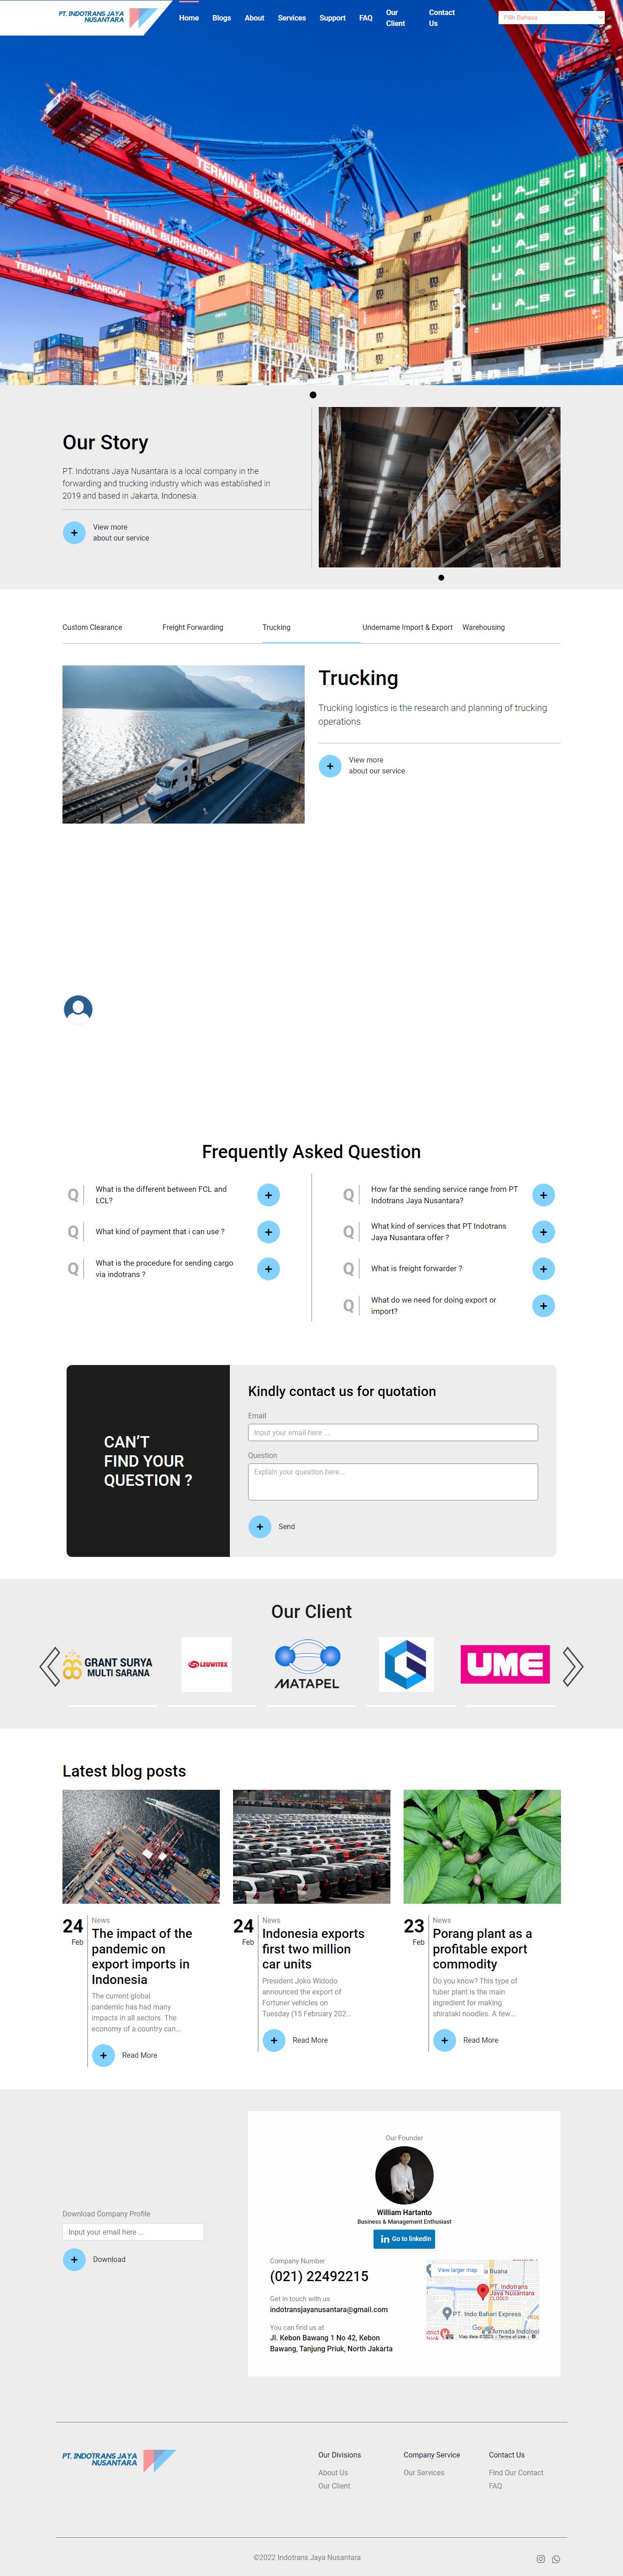 PT. INDOTRANS JAYA
NUSANTARA
Home
Blogs
About
Services
Support
FAQ
Our
Client
Contact
Us
Pilih Bahasa
TERMINAL BURCHARDKAI
TERMINAL BURCHARDKAI
TERMINAL BURCHARDKAI
UASC
UASC
UASC
Our Story
PT. Indotrans Jaya Nusantara is a local company in the
forwarding and trucking industry which was established in
2019 and based in Jakarta, Indonesia.
View more
about our service
Custom Clearance
Freight Forwarding
Trucking
Undername Import & Export
Warehousing
Trucking
Trucking logistics is the research and planning of trucking
operations
View more
about our service
Frequently Asked Question
Q
What is the different between FCL and
LCL?
Q
What kind of payment that i can use ?
Q
What is the procedure for sending cargo
via indotrans ?
Q
How far the sending service range from PT
Indotrans Jaya Nusantara?
Q
What kind of services that PT Indotrans
Jaya Nusantara offer ?
Q
What is freight forwarder ?
Q
What do we need for doing export or
import?
CAN'T
FIND YOUR
QUESTION ?
Kindly contact us for quotation
Email
Input your email here ...
Question
Explain your question here...
Send
Our Client
GRANT SURYA
MULTI SARANA
LEUWITEX
MATAPEL
UME
Latest blog posts
24
Feb
News
The impact of the
pandemic on
export imports in
Indonesia
The current global
pandemic has had many
impacts in all sectors. The
economy of a country can...
Read More
24
Feb
News
Indonesia exports
first two million
car units
President Joko Widodo
announced the export of
Fortuner vehicles on
Tuesday (15 February 202...
Read More
23
Feb
News
Porang plant as a
profitable export
commodity
Do you know? This type of
tuber plant is the main
ingredient for making
shirataki noodles. A few...
Read More
Download Company Profile
Input your email here ...
Download
Our Founder
William Hartanto
Business & Management Enthusiast
Go to linkedin
Company Number
(021) 22492215
Get in touch with us
indotransjayanusantara@gmail.com
You can find us at
Jl. Kebon Bawang 1 No 42, Kebon
Bawang, Tanjung Priuk, North Jakarta
View larger map
a Buana
PT. Indotrans
Jaya Nusantara
CLOSED
PT. Indo Bahari Express
Armada Indologi
Map data ©2023
Terms of Use
PT. INDOTRANS JAYA
NUSANTARA
Our Divisions
About Us
Our Client
Company Service
Our Services
Contact Us
Find Our Contact
FAQ
©2022 Indotrans Jaya Nusantara